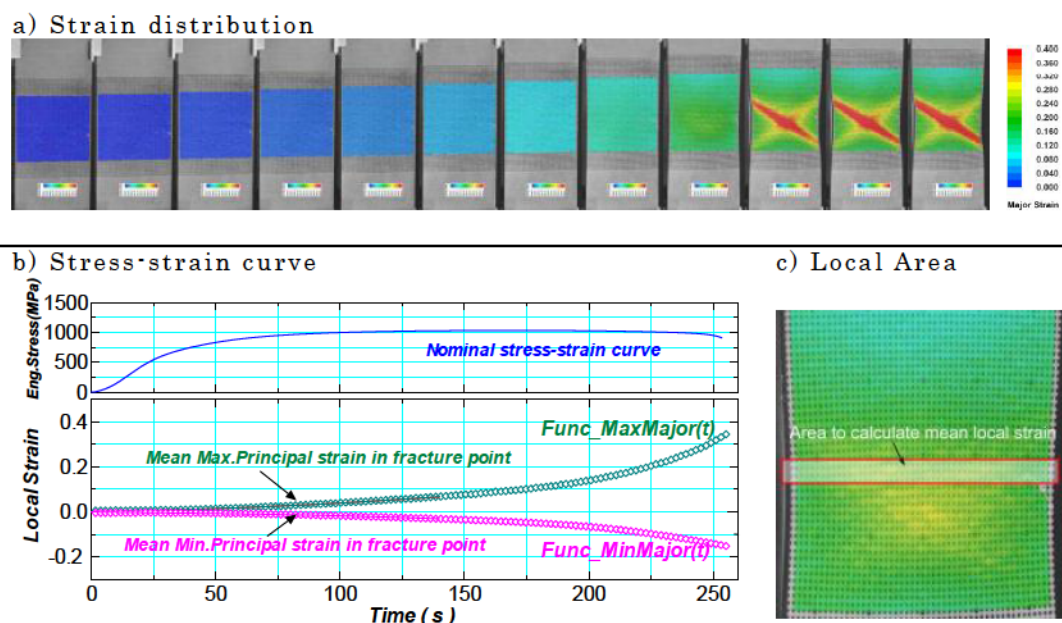 a) Strain distribution
0.400
0.360
0.320
0.280
0.240
0.200
0.160
0.120
0.080
0.040
0.000
Major Strain
b) Stress-strain curve
Eng.Stress(MPa)
1500
1000
500
0
Nominal stress-strain curve
Local Strain
0.4
0.2
0.0
-0.2
Func_MaxMajor(t)
Mean Max.Principal strain in fracture point
Mean Min.Principal strain in fracture point
Func_MinMajor(t)
0 50 100 150 200 250
Time ( s )
c) Local Area
Area to calculate mean local strain